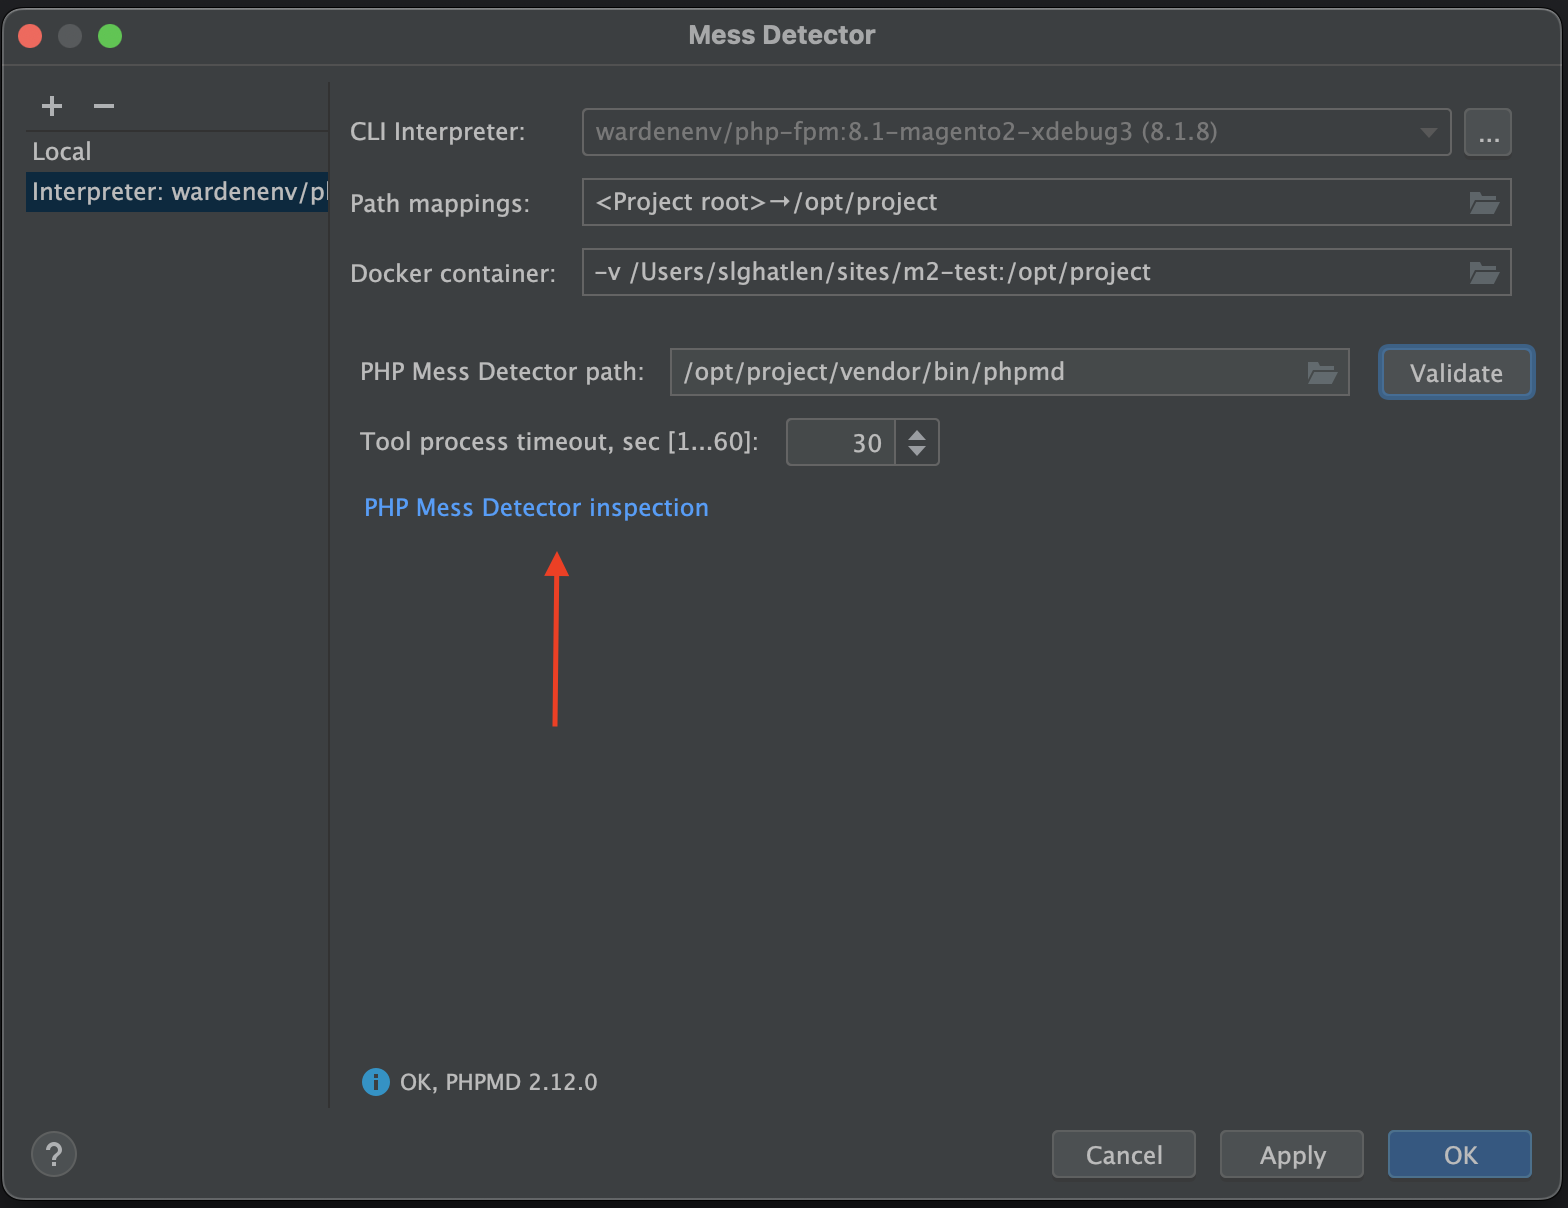 Mess Detector
Local
Interpreter: wardenenv/p
CLI Interpreter: wardenenv/php-fpm:8.1-magento2-xdebug3 (8.1.8) ...
Path mappings: <Project root>→/opt/project
Docker container: -v /Users/slghatlen/sites/m2-test:/opt/project
PHP Mess Detector path: /opt/project/vendor/bin/phpmd Validate
Tool process timeout, sec [1...60]: 30
PHP Mess Detector inspection
OK, PHPMD 2.12.0
? Cancel Apply OK